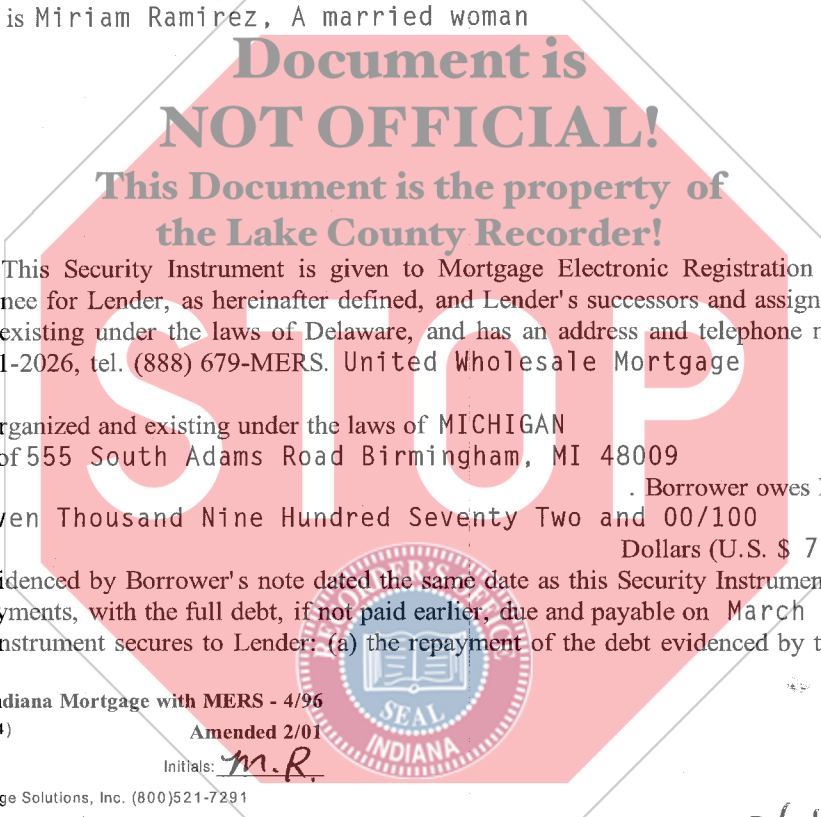 is Miriam Ramirez, A married woman
Document is
NOT OFFICIAL!
This Document is the property of
the Lake County Recorder!
This Security Instrument is given to Mortgage Electronic Registration
nee for Lender, as hereinafter defined, and Lender's successors and assign
existing under the laws of Delaware, and has an address and telephone n
1-2026, tel. (888) 679-MERS. United Wholesale Mortgage
STOP
rganized and existing under the laws of MICHIGAN
of 555 South Adams Road Birmingham, MI 48009
. Borrower owes
ven Thousand Nine Hundred Seventy Two and 00/100
Dollars (U.S. $ 7
idenced by Borrower's note dated the same date as this Security Instrumen
yments, with the full debt, if not paid earlier, due and payable on March
nstrument secures to Lender: (a) the repayment of the debt evidenced by t
RECORDER'S OFFICE
SEAL
INDIANA
ndiana Mortgage with MERS - 4/96
4)
Amended 2/01
Initials: M.R.
ge Solutions, Inc. (800)521-7291